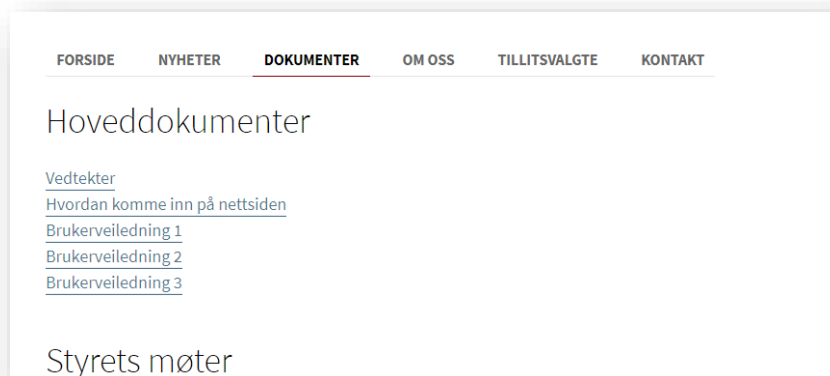 FORSIDE NYHETER DOKUMENTER OM OSS TILLITSVALGTE KONTAKT
Hoveddokumenter
Vedtekter
Hvordan komme inn på nettsiden
Brukerveiledning 1
Brukerveiledning 2
Brukerveiledning 3
Styrets møter